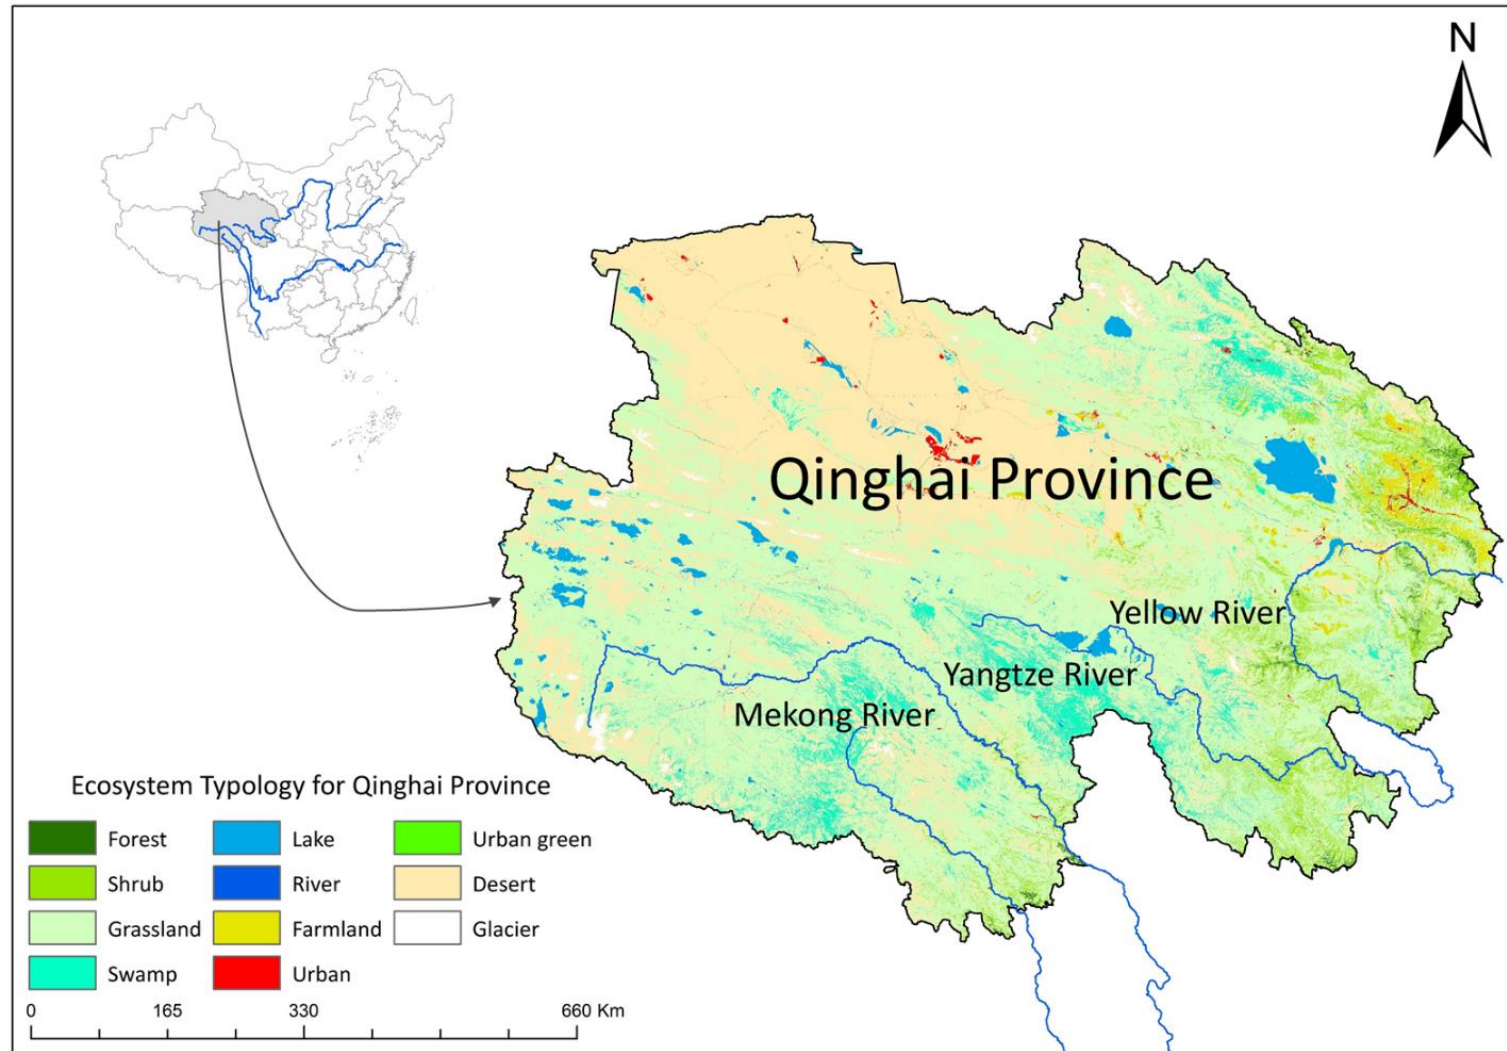 N
Qinghai Province
Yellow River
Yangtze River
Mekong River
Ecosystem Typology for Qinghai Province
Forest
Lake
Urban green
Shrub
River
Desert
Grassland
Farmland
Glacier
Swamp
Urban
0 165 330 660 Km